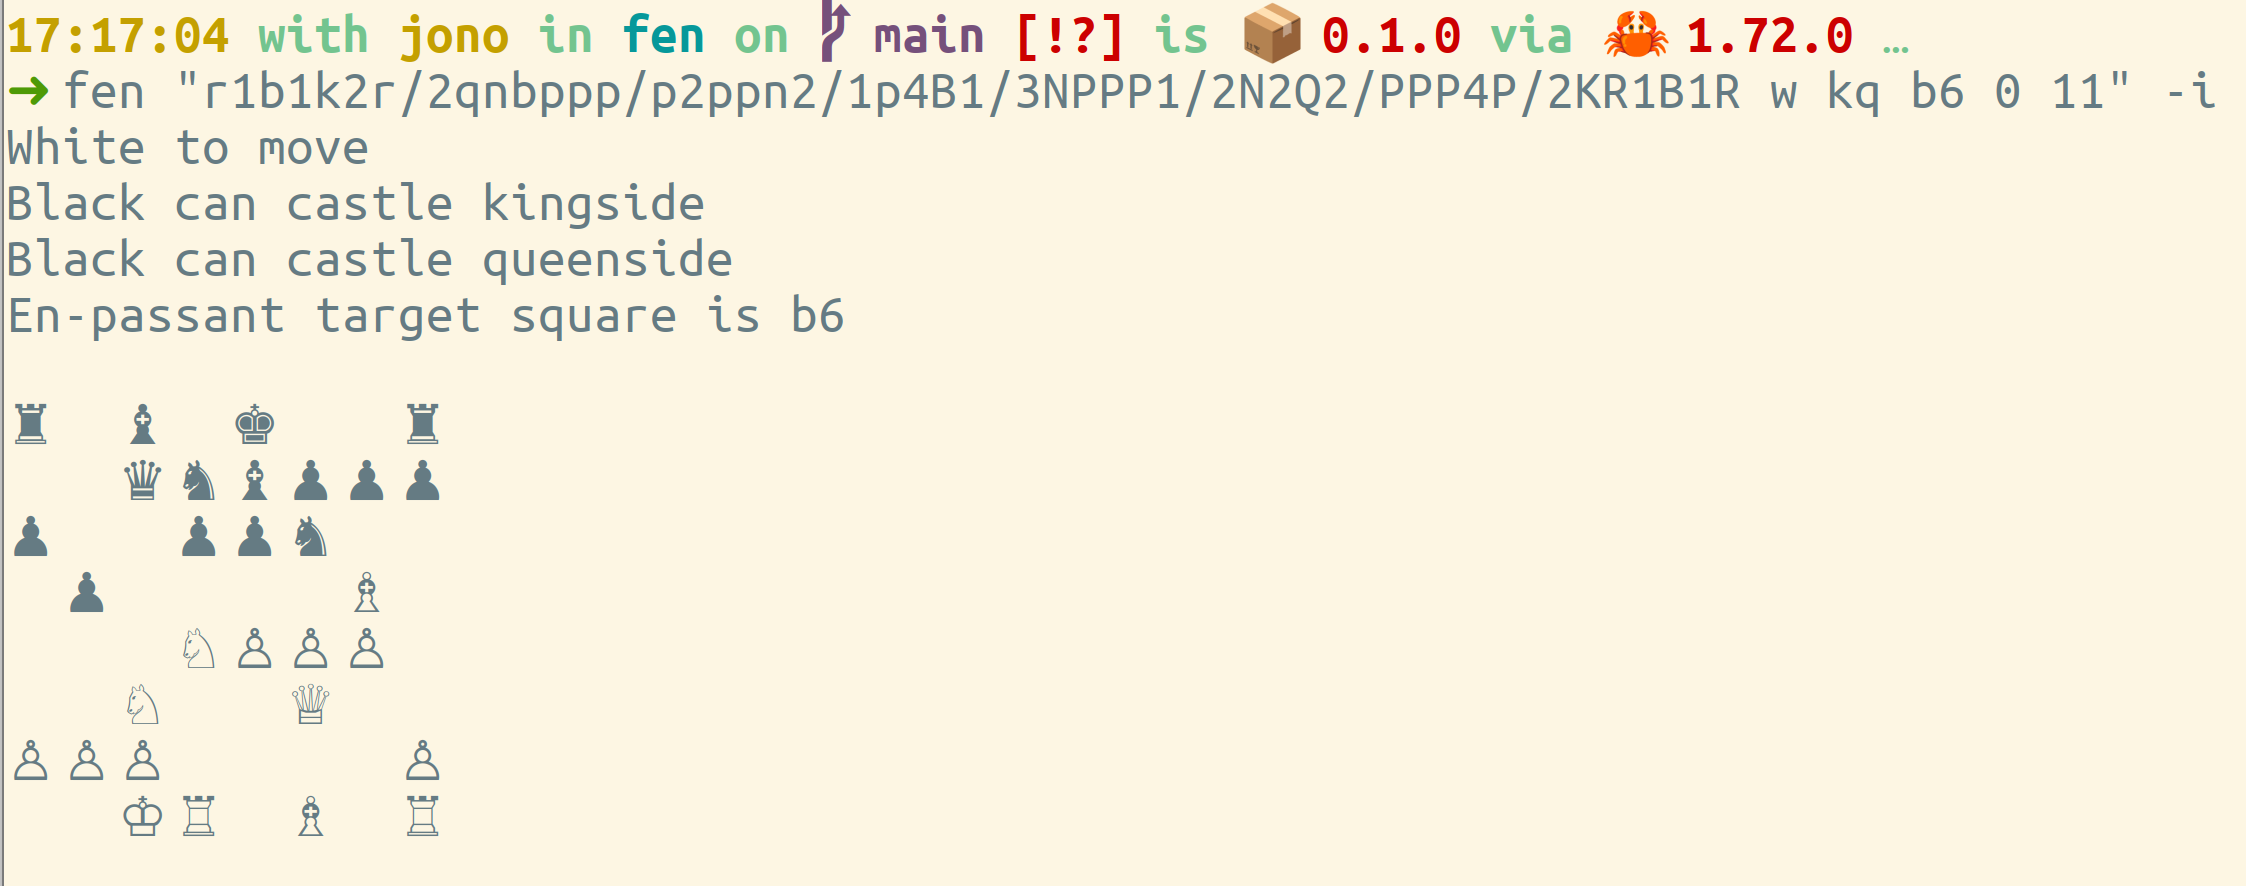 17:17:04 with jono in fen on main [!?] is 📦 0.1.0 via 🦀 1.72.0 …
➜ fen "r1b1k2r/2qnbppp/p2ppn2/1p4B1/3NPPP1/2N2Q2/PPP4P/2KR1B1R w kq b6 0 11" -i
White to move
Black can castle kingside
Black can castle queenside
En-passant target square is b6
♜   ♝   ♚     ♜
    ♛ ♞ ♝ ♟ ♟ ♟
♟     ♟ ♟ ♞
  ♟         ♗
      ♘ ♙ ♙ ♙
    ♘     ♕
♙ ♙ ♙         ♙
    ♔ ♖   ♗   ♖